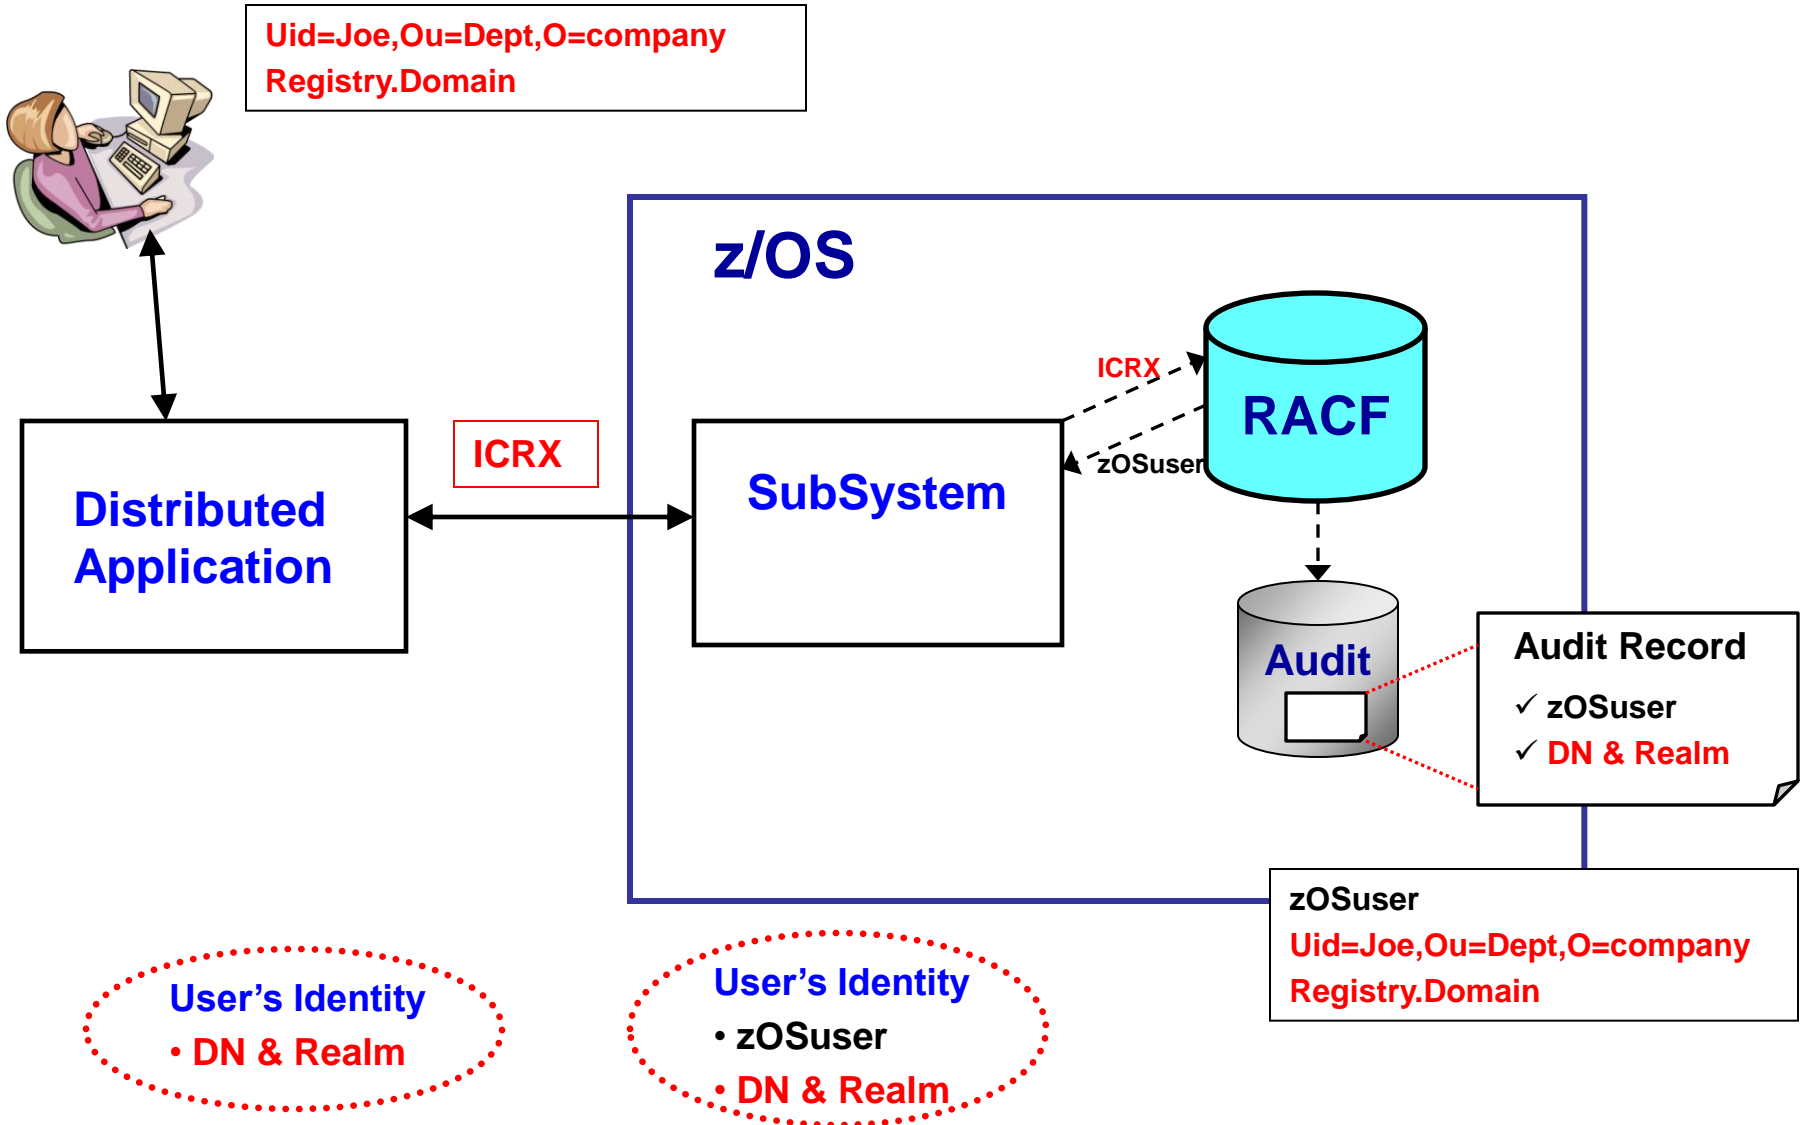 Uid=Joe,Ou=Dept,O=company
Registry.Domain
z/OS
ICRX
RACF
zOSuser
ICRX
SubSystem
Distributed
Application
Audit
Audit Record
✓ zOSuser
✓ DN & Realm
zOSuser
Uid=Joe,Ou=Dept,O=company
Registry.Domain
User’s Identity
• DN & Realm
User’s Identity
• zOSuser
• DN & Realm